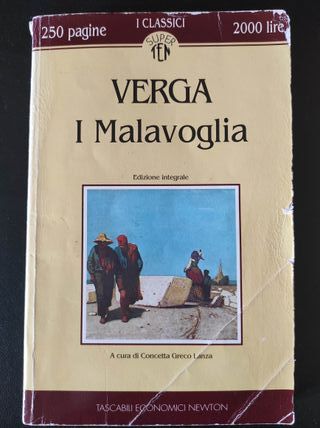 250 pagine
I CLASSICI
2000 lire
SUPER
TEN
VERGA
I Malavoglia
Edizione integrale
A cura di Concetta Greco Lanza
TASCABILI ECONOMICI NEWTON